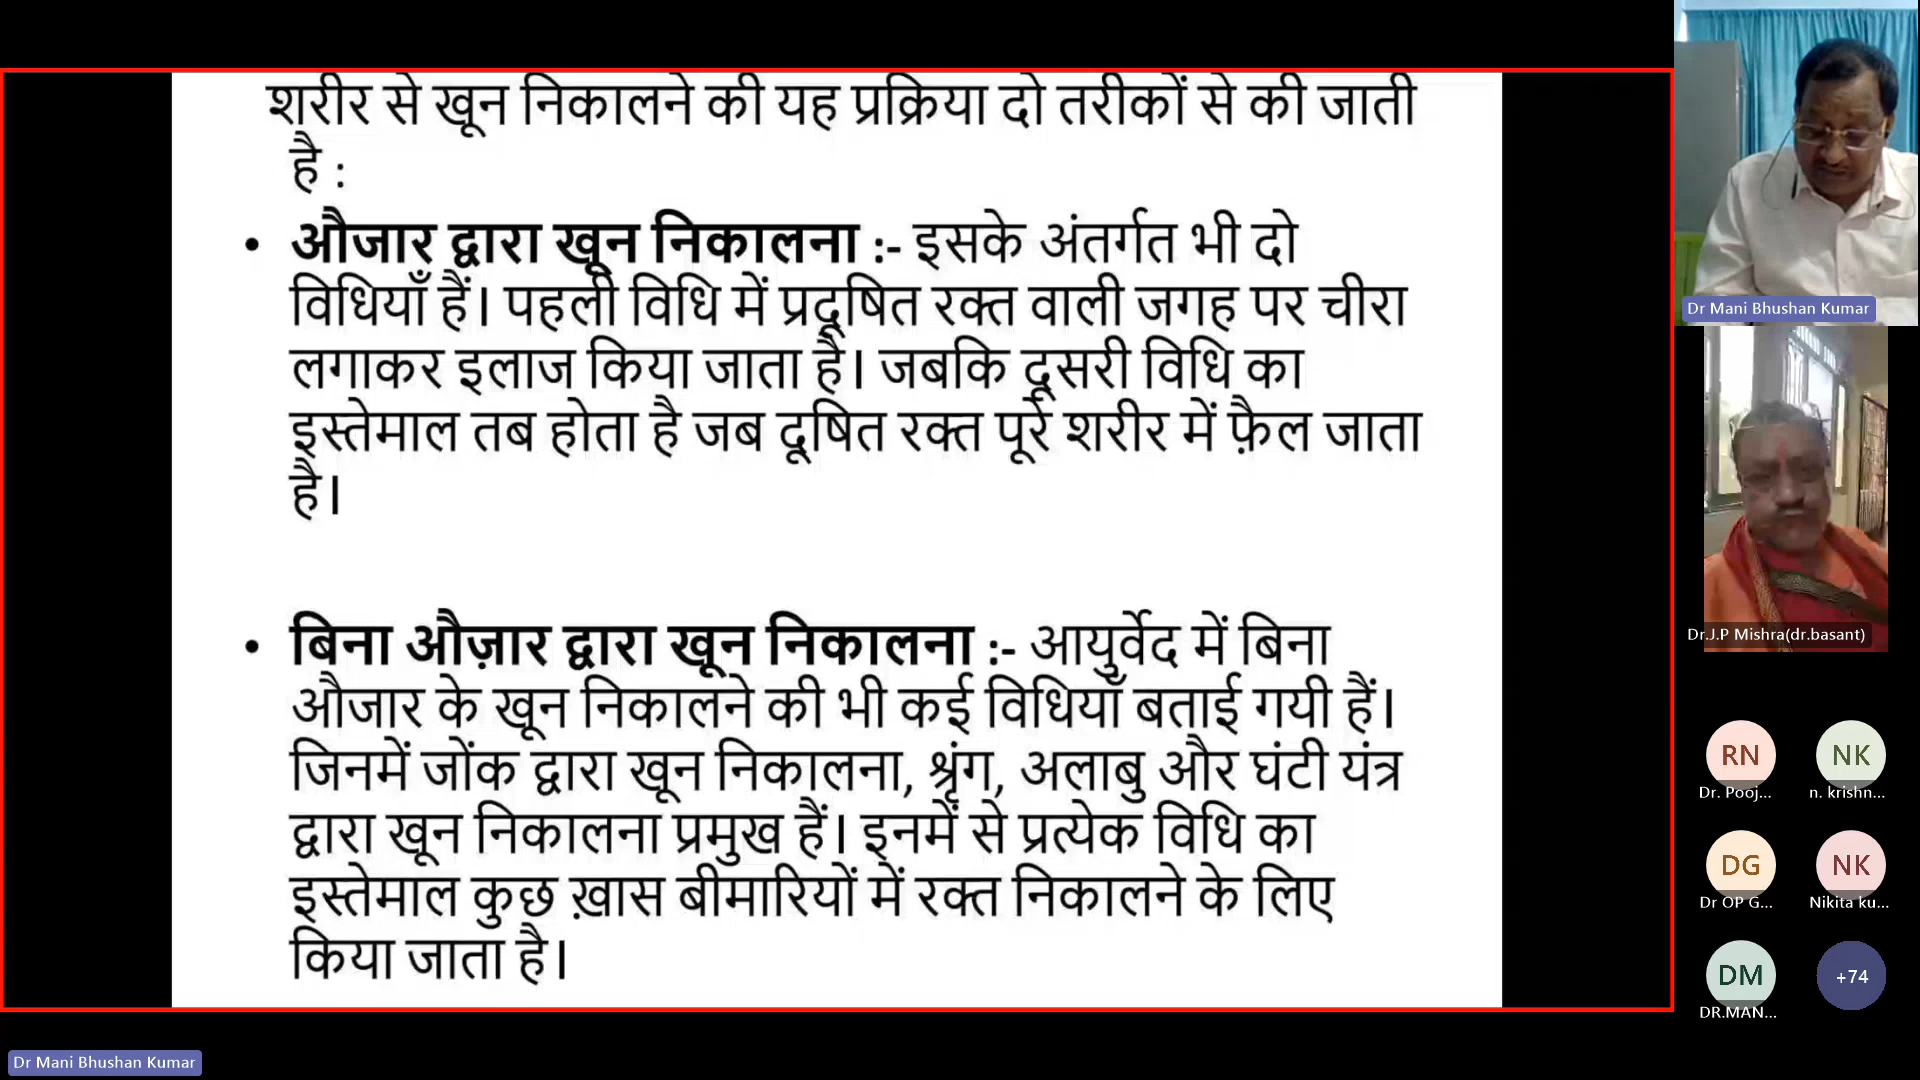 शरीर से खून निकालने की यह प्रक्रिया दो तरीकों से की जाती
है :
• औजार द्वारा खून निकालना :- इसके अंतर्गत भी दो
विधियाँ हैं। पहली विधि में प्रदूषित रक्त वाली जगह पर चीरा
लगाकर इलाज किया जाता है। जबकि दूसरी विधि का
इस्तेमाल तब होता है जब दूषित रक्त पूरे शरीर में फ़ैल जाता
है।
• बिना औज़ार द्वारा खून निकालना :- आयुर्वेद में बिना
औजार के खून निकालने की भी कई विधियाँ बताई गयी हैं।
जिनमें जोंक द्वारा खून निकालना, श्रृंग, अलाबु और घंटी यंत्र
द्वारा खून निकालना प्रमुख हैं। इनमें से प्रत्येक विधि का
इस्तेमाल कुछ ख़ास बीमारियों में रक्त निकालने के लिए
किया जाता है।
Dr Mani Bhushan Kumar
Dr.J.P Mishra(dr.basant)
RN
NK
Dr. Pooj...
n. krishn...
DG
NK
Dr OP G...
Nikita ku...
DM
+74
DR.MAN...
Dr Mani Bhushan Kumar